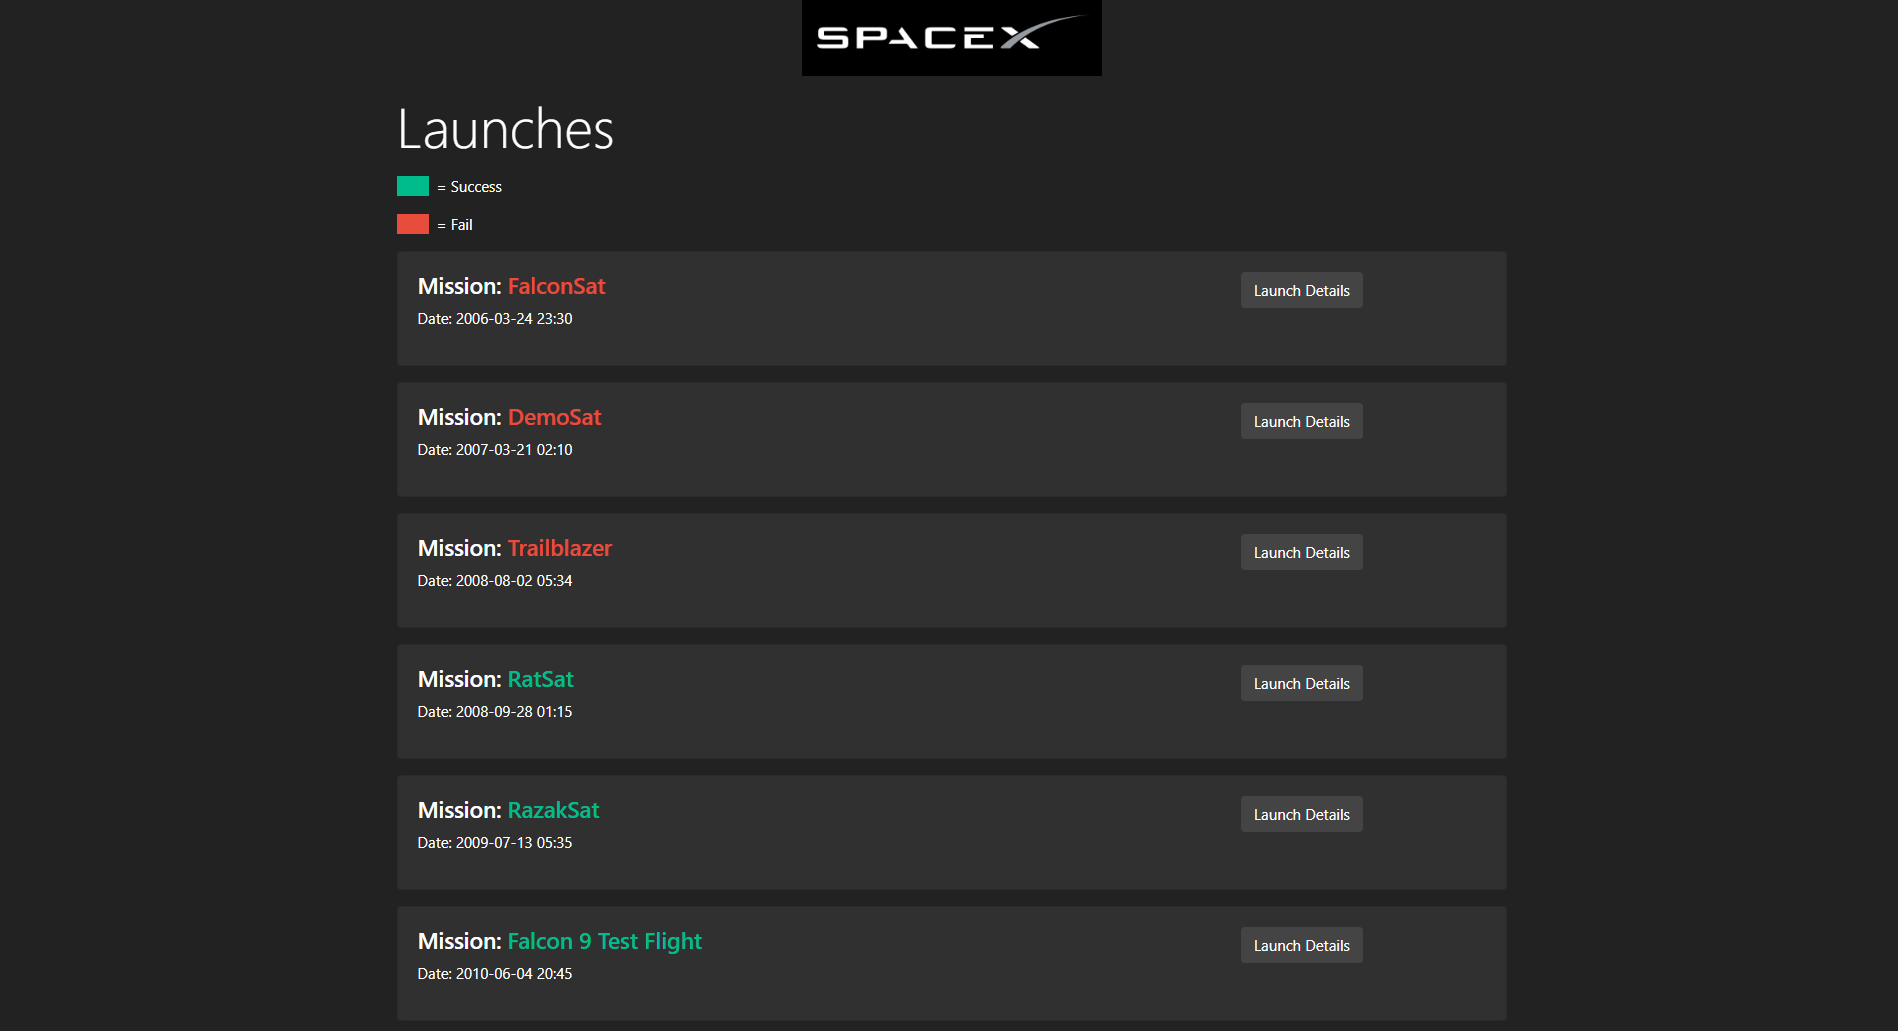 SPACEX
Launches
= Success
= Fail
Mission: FalconSat
Launch Details
Date: 2006-03-24 23:30
Mission: DemoSat
Launch Details
Date: 2007-03-21 02:10
Mission: Trailblazer
Launch Details
Date: 2008-08-02 05:34
Mission: RatSat
Launch Details
Date: 2008-09-28 01:15
Mission: RazakSat
Launch Details
Date: 2009-07-13 05:35
Mission: Falcon 9 Test Flight
Launch Details
Date: 2010-06-04 20:45